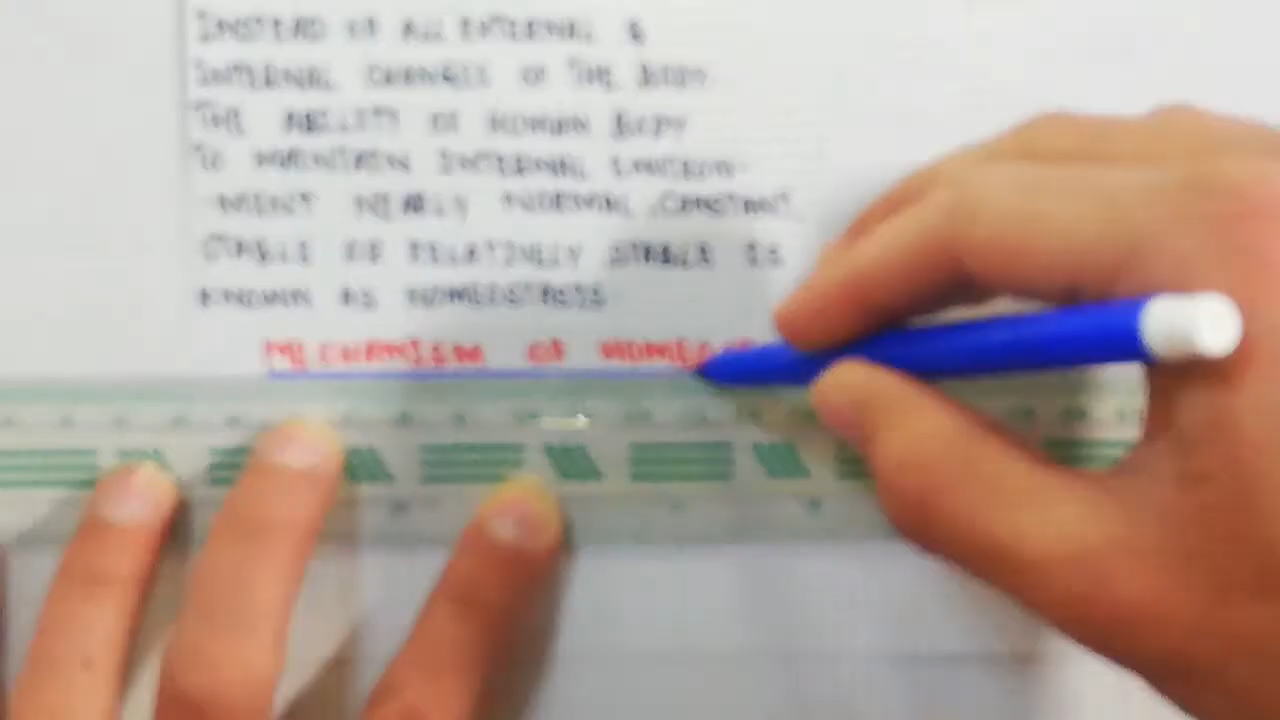 INSTEAD OF ALL EXTERNAL &
INTERNAL CHANGES OF THE BODY
THE ABILITY OF HUMAN BODY
TO MAINTAIN INTERNAL ENVIRON-
-MENT NEARLY NORMAL, CONSTANT,
STABLE OR RELATIVELY STABLE IS
KNOWN AS HOMEOSTASIS
MECHANISM OF